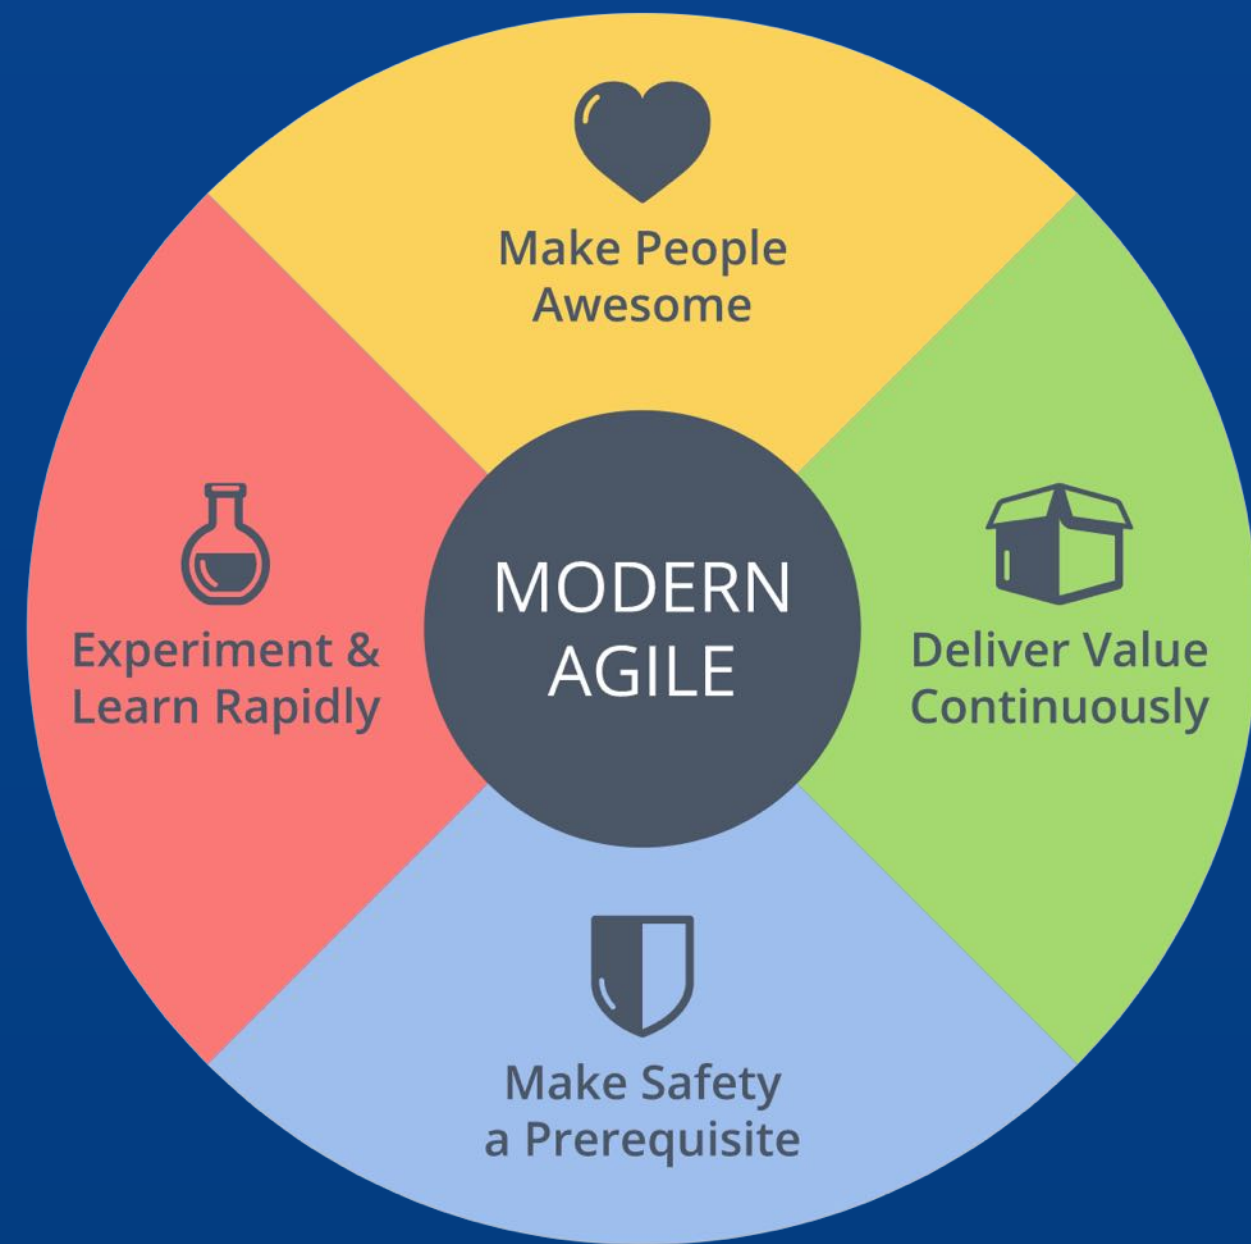 Make People
Awesome
Experiment &
Learn Rapidly
MODERN
AGILE
Deliver Value
Continuously
Make Safety
a Prerequisite